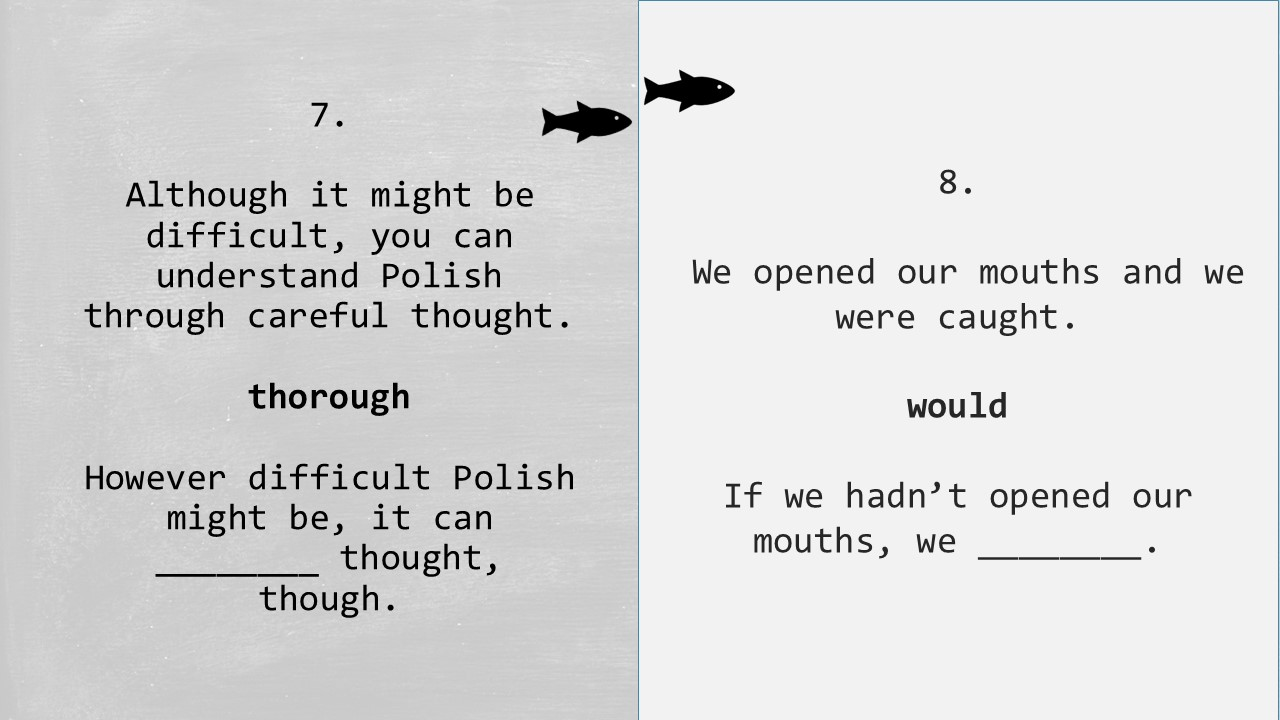 7.
Although it might be
difficult, you can
understand Polish
through careful thought.
thorough
However difficult Polish
might be, it can
________ thought,
though.
8.
We opened our mouths and we
were caught.
would
If we hadn’t opened our
mouths, we ________.